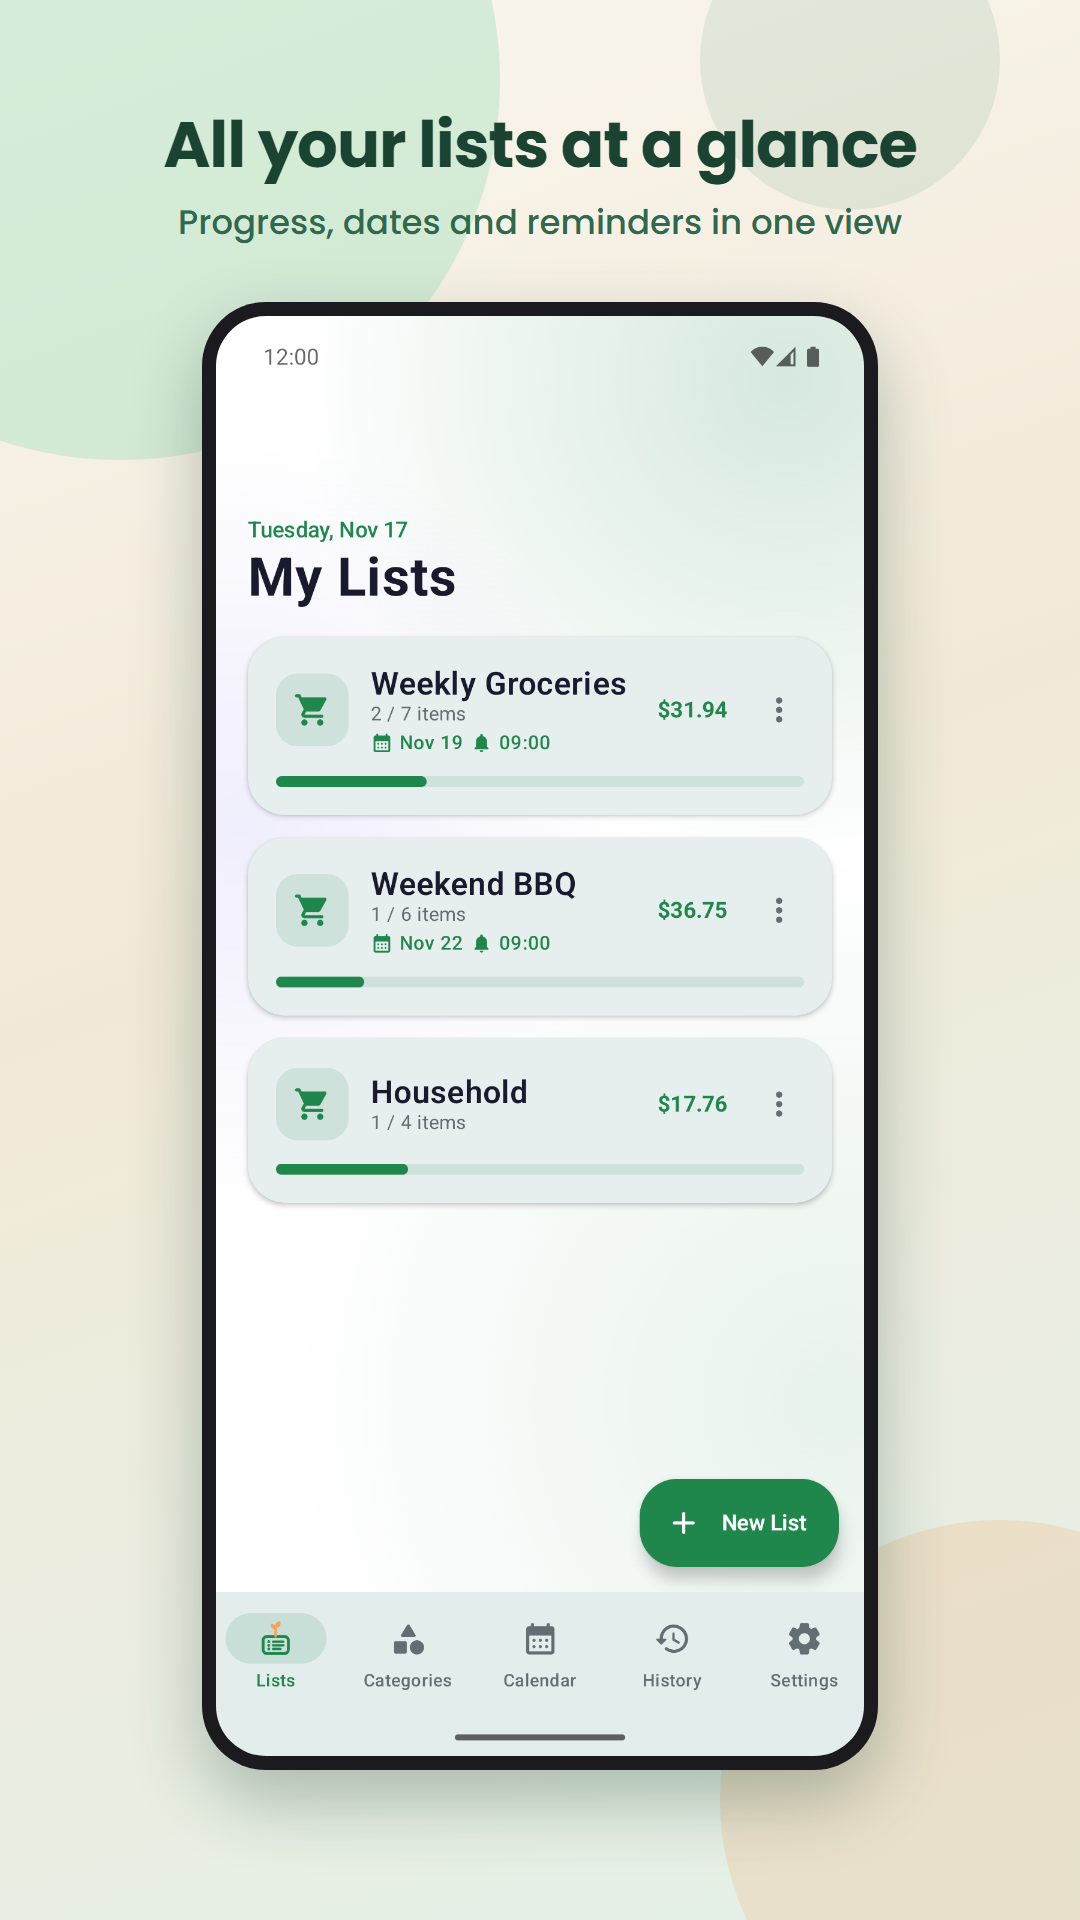 All your lists at a glance
Progress, dates and reminders in one view
12:00
Tuesday, Nov 17
My Lists
Weekly Groceries
2 / 7 items
$31.94
Nov 19 09:00
Weekend BBQ
1 / 6 items
$36.75
Nov 22 09:00
Household
1 / 4 items
$17.76
New List
Lists Categories Calendar History Settings